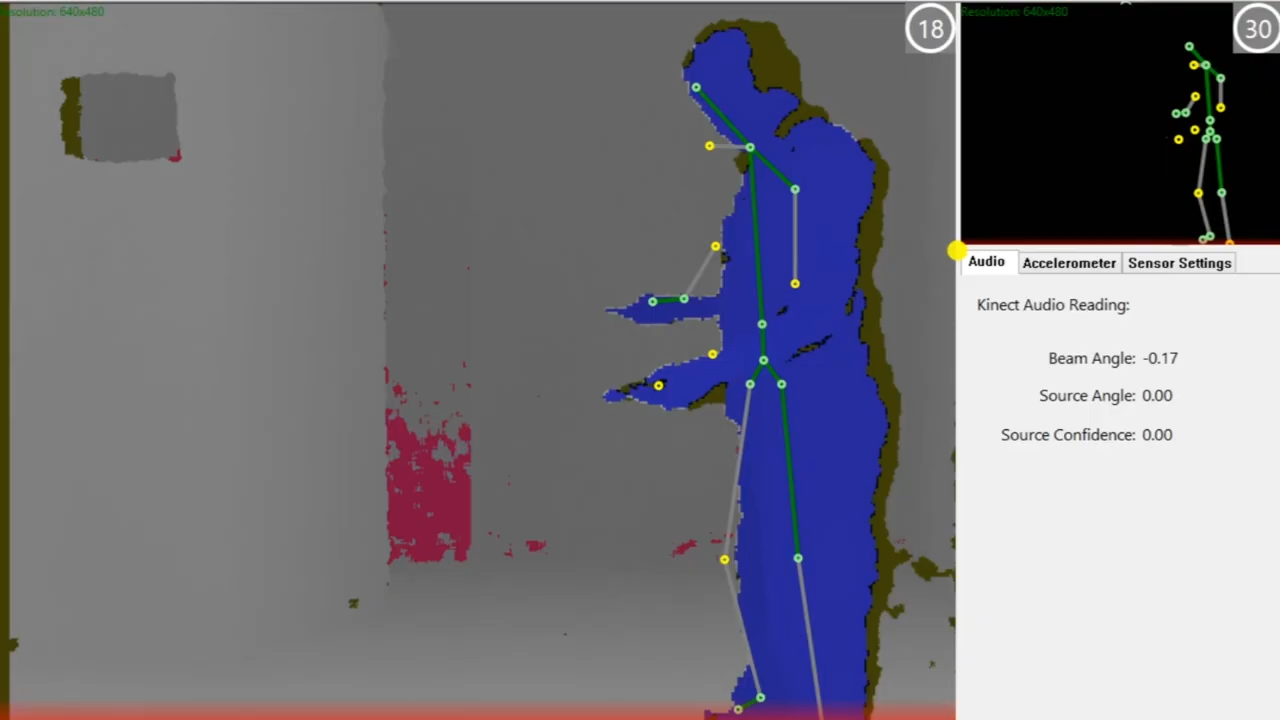 Resolution: 640x480
18
Resolution: 640x480
30
Audio
Accelerometer
Sensor Settings
Kinect Audio Reading:
Beam Angle: -0.17
Source Angle: 0.00
Source Confidence: 0.00